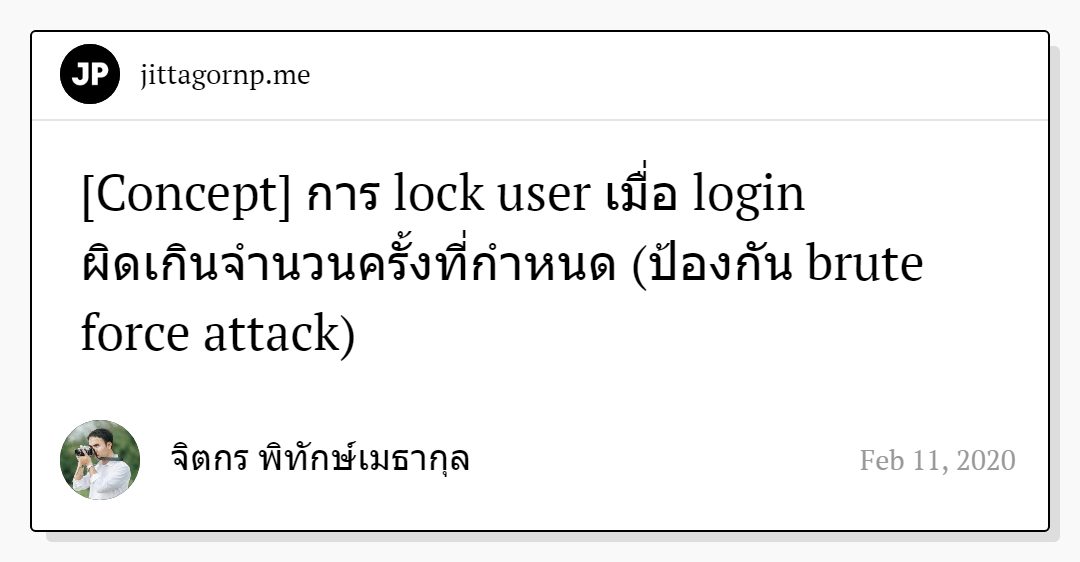 JP
jittagornp.me
[Concept] การ lock user เมื่อ login
ผิดเกินจำนวนครั้งที่กำหนด (ป้องกัน brute
force attack)
จิตกร พิทักษ์เมธากุล
Feb 11, 2020